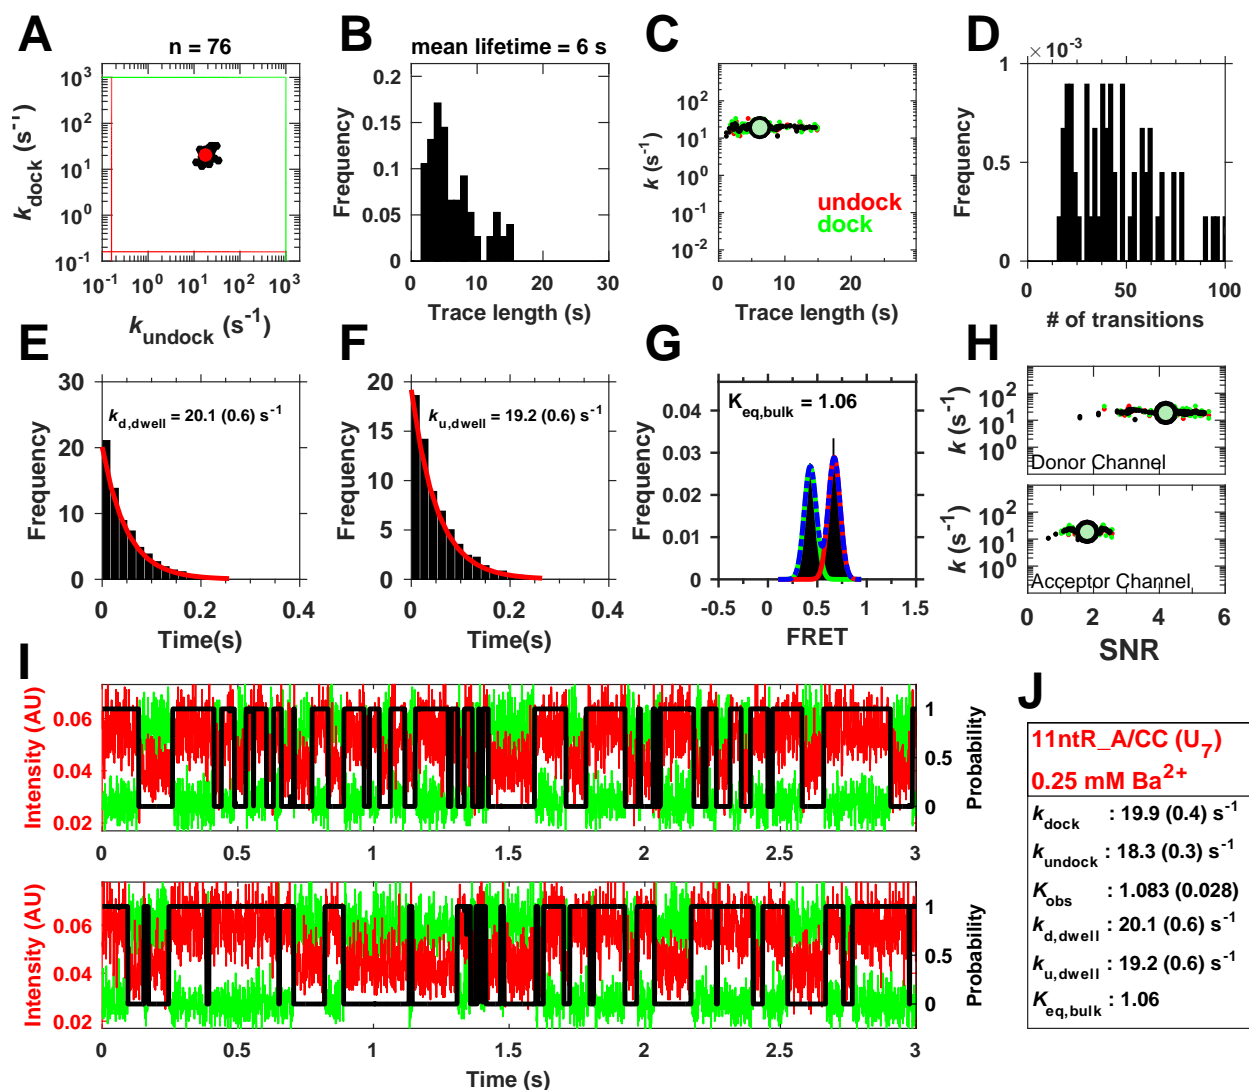 A
n = 76
k_dock (s⁻¹)
10³
10²
10¹
10⁰
10⁻¹
10⁻¹ 10⁰ 10¹ 10² 10³
k_undock (s⁻¹)
B
mean lifetime = 6 s
Frequency
0.2
0.15
0.1
0.05
0
0 10 20 30
Trace length (s)
C
k (s⁻¹)
10²
10¹
10⁰
10⁻¹
10⁻²
undock
dock
0 10 20
Trace length (s)
D
×10⁻³
Frequency
1
0.5
0
0 50 100
# of transitions
E
Frequency
30
20
10
0
k_d,dwell = 20.1 (0.6) s⁻¹
0 0.2 0.4
Time(s)
F
Frequency
20
15
10
5
0
k_u,dwell = 19.2 (0.6) s⁻¹
0 0.2 0.4
Time(s)
G
Frequency
0.04
0.03
0.02
0.01
0
K_eq,bulk = 1.06
-0.5 0 0.5 1 1.5
FRET
H
k (s⁻¹)
10²
10¹
10⁰
Donor Channel
k (s⁻¹)
10²
10¹
10⁰
Acceptor Channel
0 2 4 6
SNR
I
Intensity (AU)
0.06
0.04
0.02
1
0.5
0
Probability
0 0.5 1 1.5 2 2.5 3
Intensity (AU)
0.06
0.04
0.02
1
0.5
0
Probability
0 0.5 1 1.5 2 2.5 3
Time (s)
J
11ntR_A/CC (U₇)
0.25 mM Ba²⁺
k_dock : 19.9 (0.4) s⁻¹
k_undock : 18.3 (0.3) s⁻¹
K_obs : 1.083 (0.028)
k_d,dwell : 20.1 (0.6) s⁻¹
k_u,dwell : 19.2 (0.6) s⁻¹
K_eq,bulk : 1.06